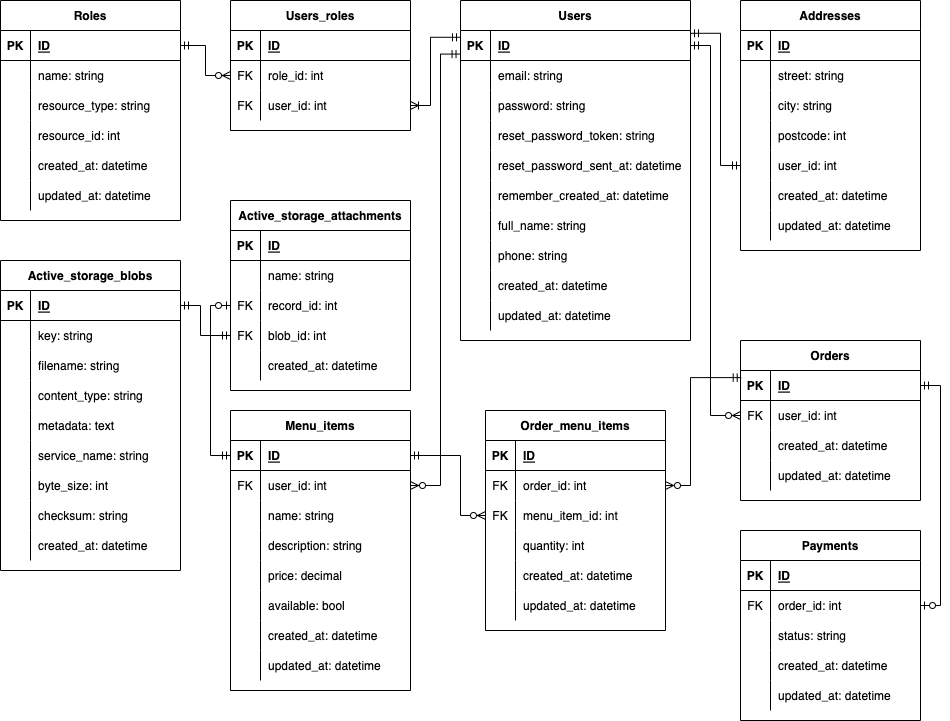 Roles
PK ID
name: string
resource_type: string
resource_id: int
created_at: datetime
updated_at: datetime
Users_roles
PK ID
FK role_id: int
FK user_id: int
Users
PK ID
email: string
password: string
reset_password_token: string
reset_password_sent_at: datetime
remember_created_at: datetime
full_name: string
phone: string
created_at: datetime
updated_at: datetime
Addresses
PK ID
street: string
city: string
postcode: int
user_id: int
created_at: datetime
updated_at: datetime
Active_storage_attachments
PK ID
name: string
FK record_id: int
FK blob_id: int
created_at: datetime
Active_storage_blobs
PK ID
key: string
filename: string
content_type: string
metadata: text
service_name: string
byte_size: int
checksum: string
created_at: datetime
Menu_items
PK ID
FK user_id: int
name: string
description: string
price: decimal
available: bool
created_at: datetime
updated_at: datetime
Order_menu_items
PK ID
FK order_id: int
FK menu_item_id: int
quantity: int
created_at: datetime
updated_at: datetime
Orders
PK ID
FK user_id: int
created_at: datetime
updated_at: datetime
Payments
PK ID
FK order_id: int
status: string
created_at: datetime
updated_at: datetime